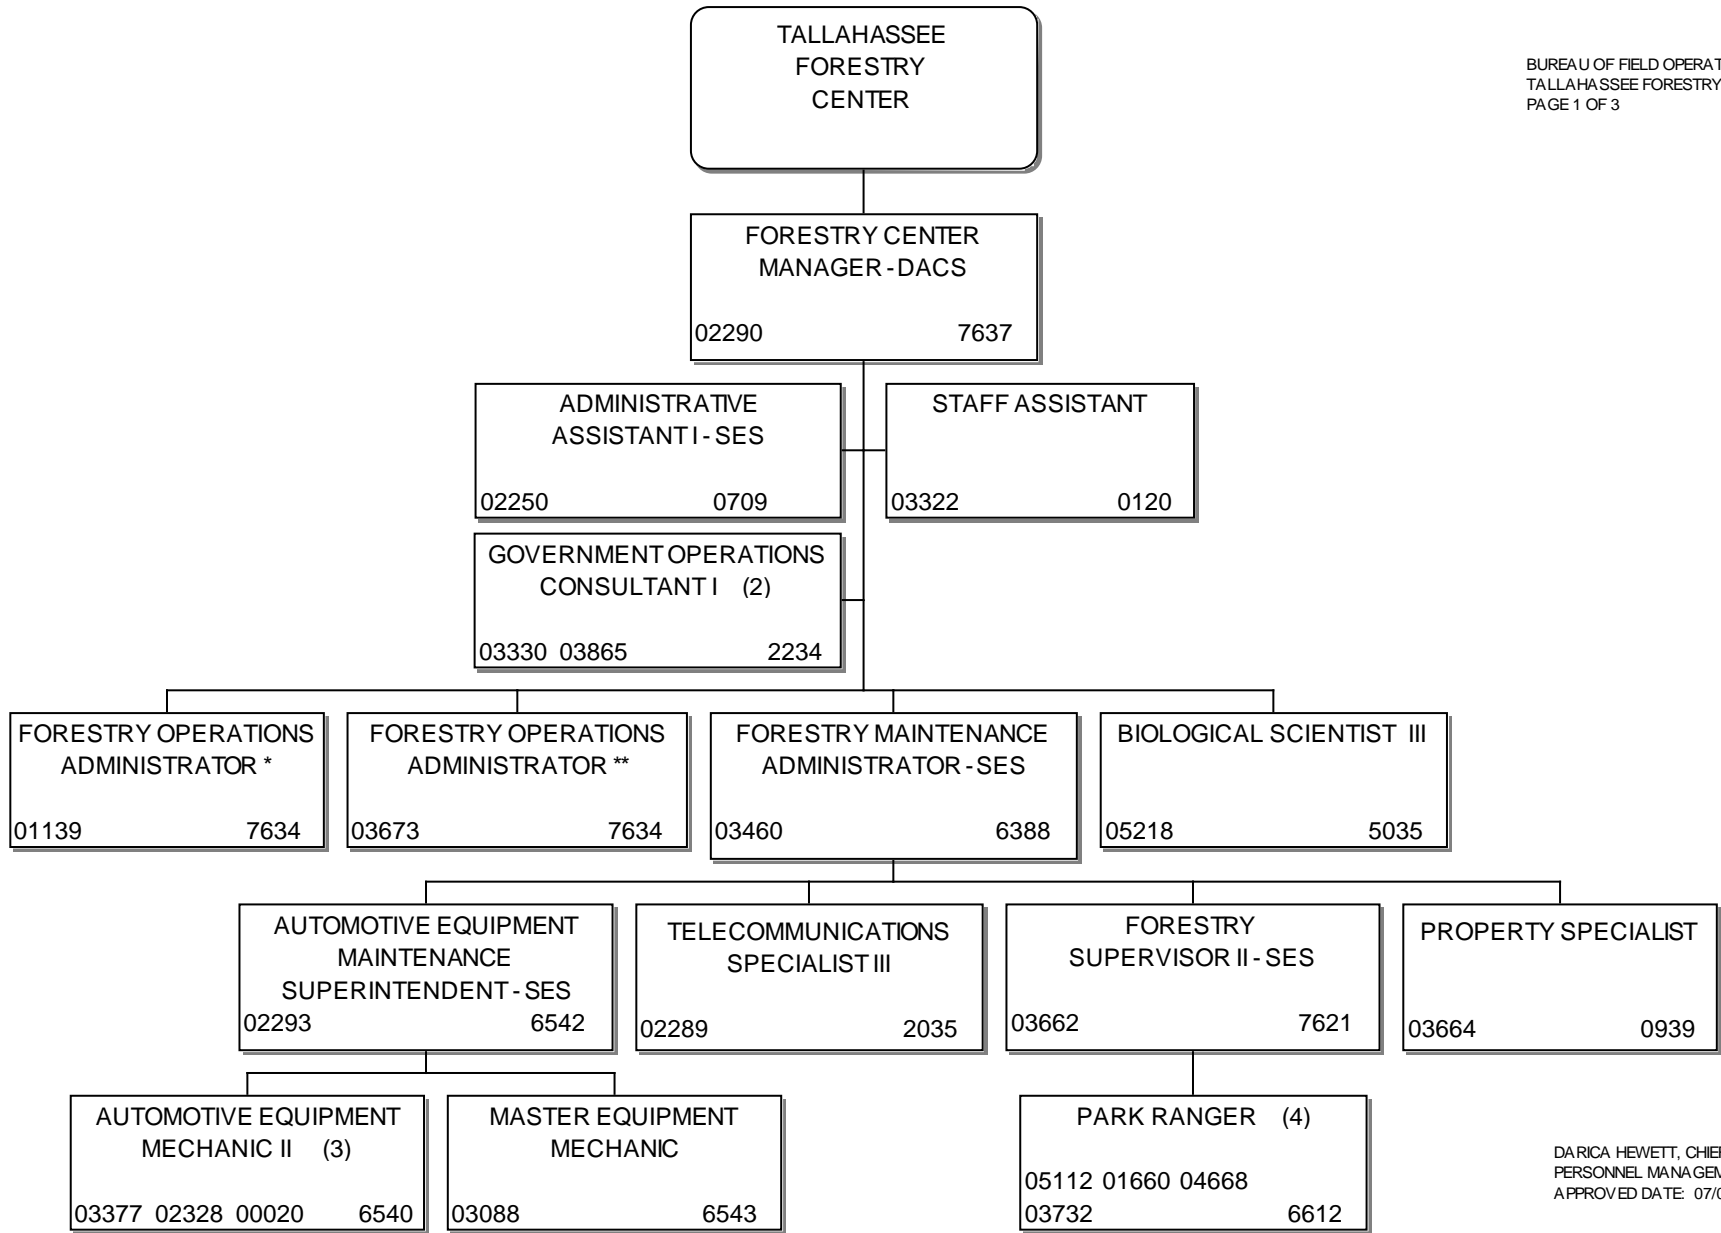 TALLAHASSEE
FORESTRY
CENTER
BUREAU OF FIELD OPERAT
TALLAHASSEE FORESTRY
PAGE 1 OF 3
FORESTRY CENTER
MANAGER - DACS
02290 7637
ADMINISTRATIVE
ASSISTANT I - SES
02250 0709
STAFF ASSISTANT
03322 0120
GOVERNMENT OPERATIONS
CONSULTANT I (2)
03330 03865 2234
FORESTRY OPERATIONS
ADMINISTRATOR *
01139 7634
FORESTRY OPERATIONS
ADMINISTRATOR **
03673 7634
FORESTRY MAINTENANCE
ADMINISTRATOR - SES
03460 6388
BIOLOGICAL SCIENTIST III
05218 5035
AUTOMOTIVE EQUIPMENT
MAINTENANCE
SUPERINTENDENT - SES
02293 6542
TELECOMMUNICATIONS
SPECIALIST III
02289 2035
FORESTRY
SUPERVISOR II - SES
03662 7621
PROPERTY SPECIALIST
03664 0939
AUTOMOTIVE EQUIPMENT
MECHANIC II (3)
03377 02328 00020 6540
MASTER EQUIPMENT
MECHANIC
03088 6543
PARK RANGER (4)
05112 01660 04668
03732 6612
DARICA HEWETT, CHIEF
PERSONNEL MANAGEM
APPROVED DATE: 07/0